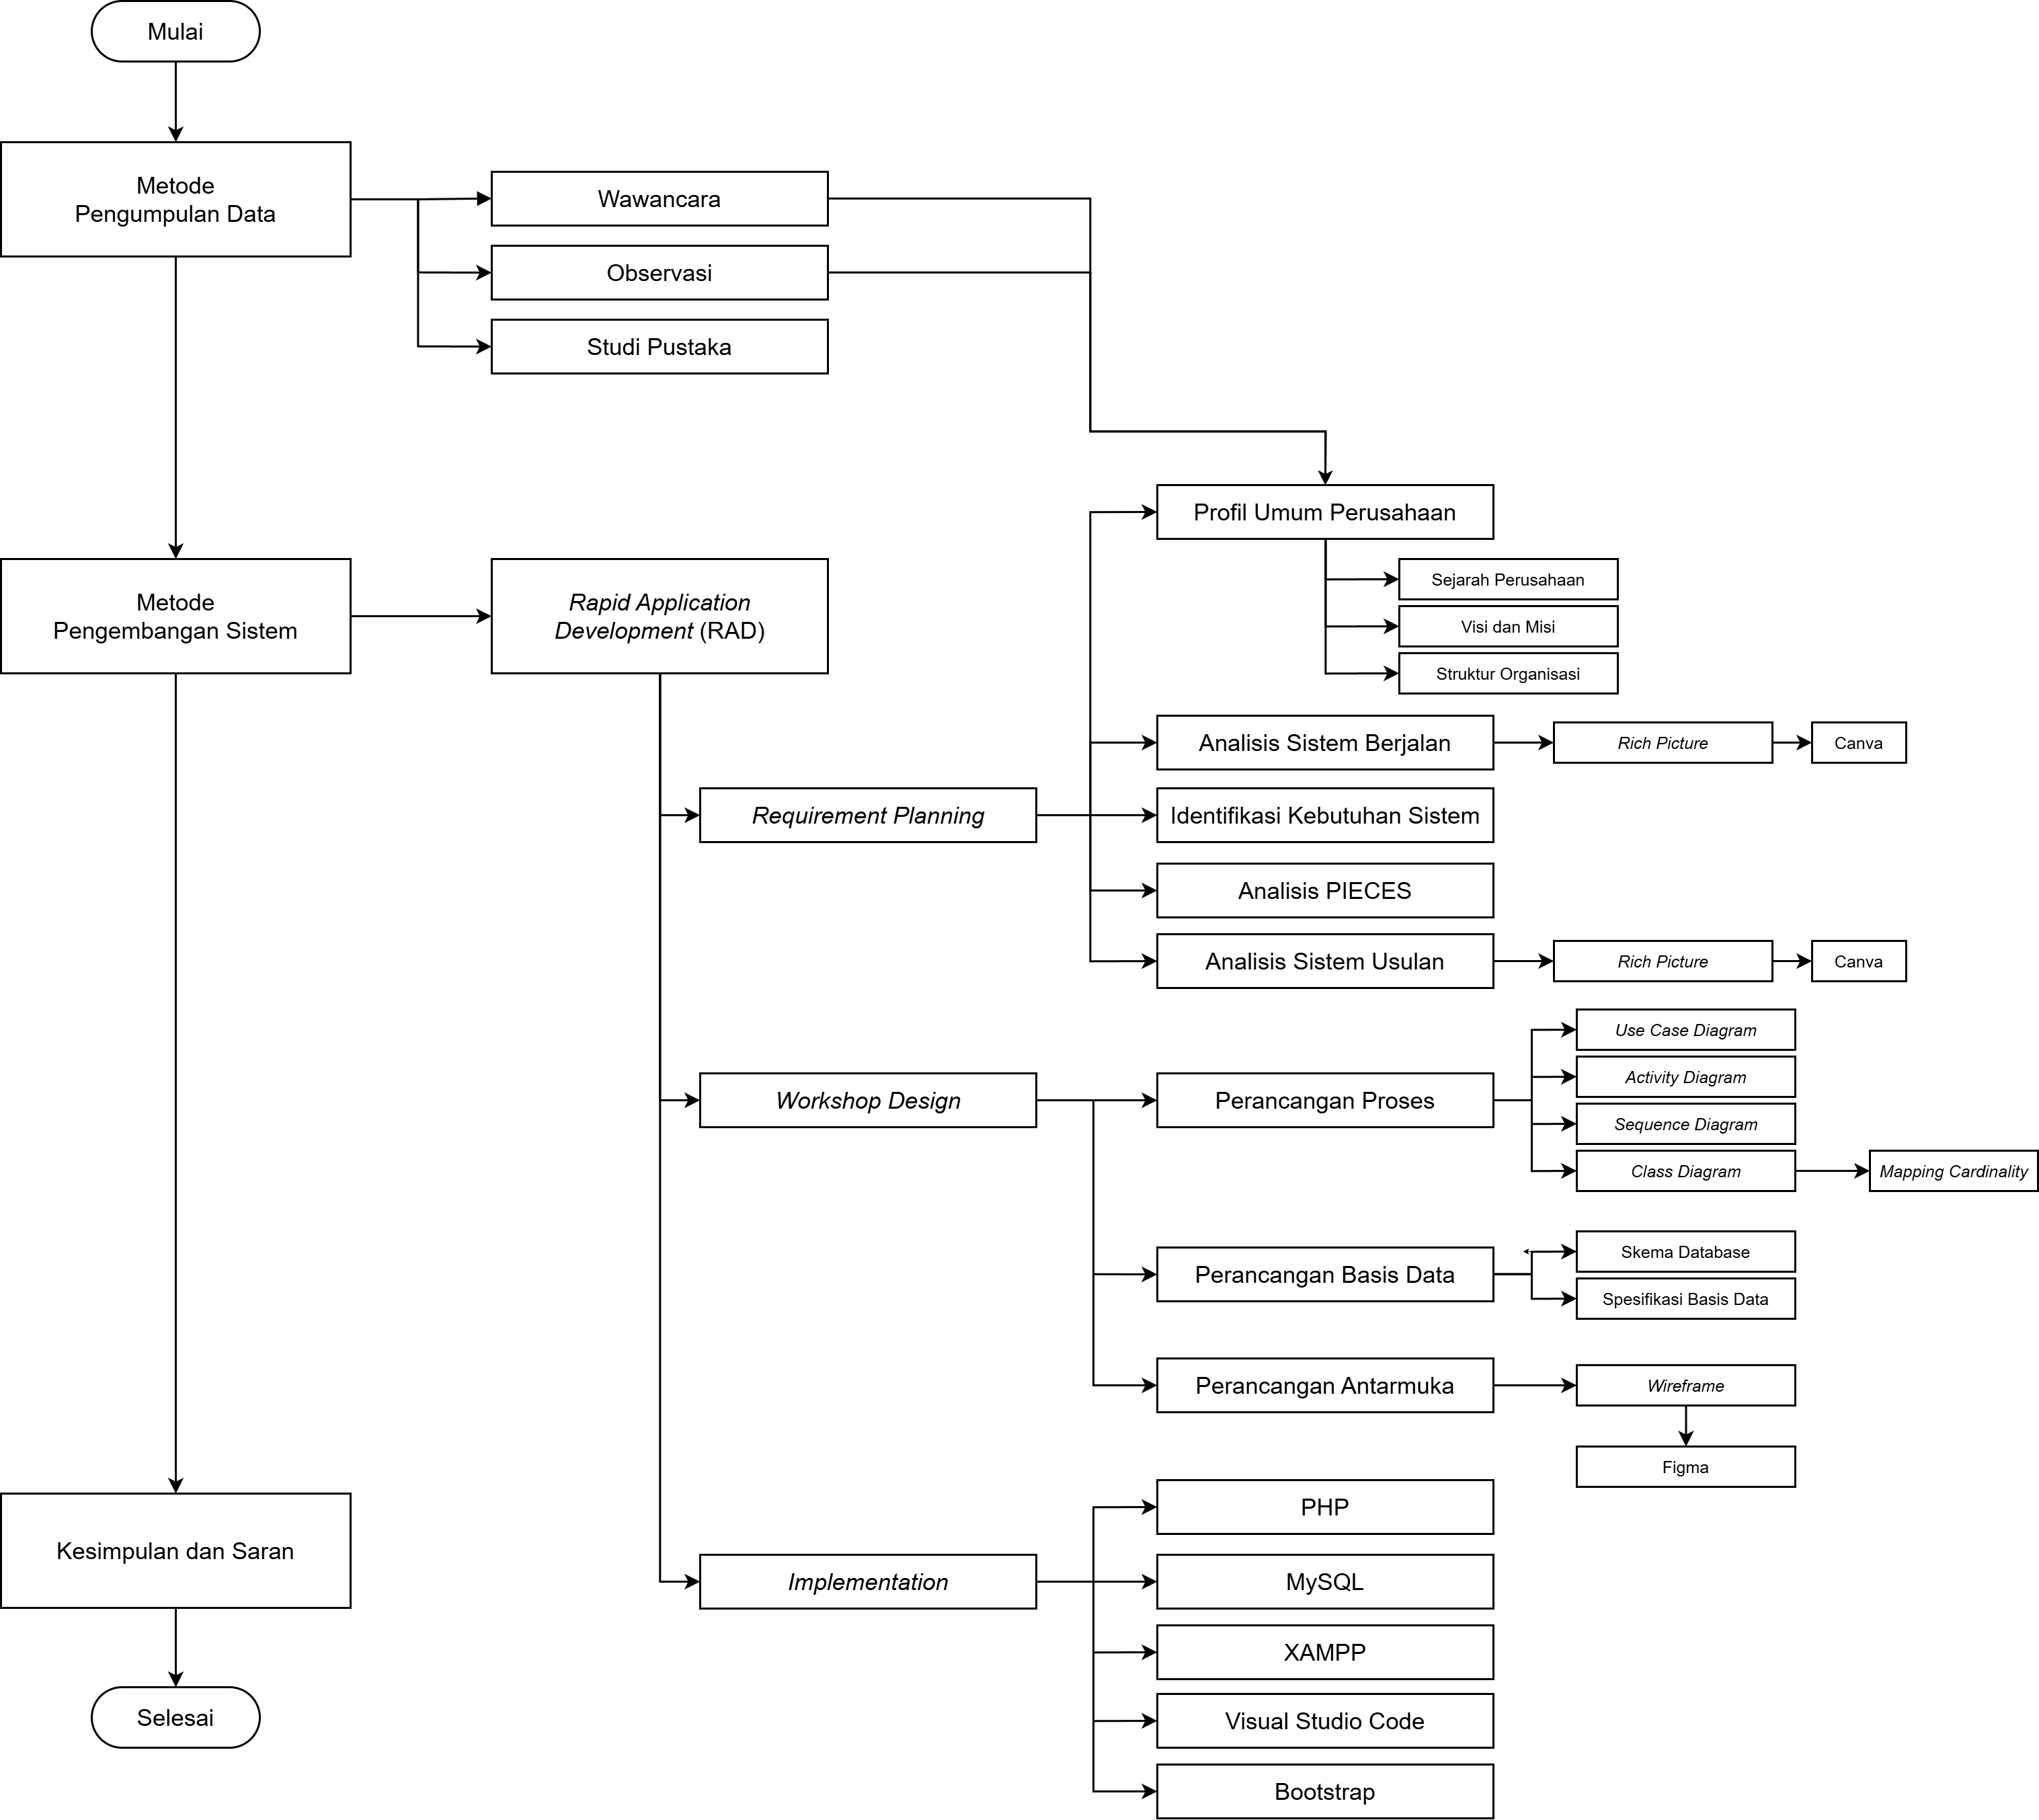 Mulai
Metode
Pengumpulan Data
Wawancara
Observasi
Studi Pustaka
Metode
Pengembangan Sistem
Rapid Application
Development (RAD)
Requirement Planning
Profil Umum Perusahaan
Sejarah Perusahaan
Visi dan Misi
Struktur Organisasi
Analisis Sistem Berjalan
Rich Picture
Canva
Identifikasi Kebutuhan Sistem
Analisis PIECES
Analisis Sistem Usulan
Rich Picture
Canva
Workshop Design
Perancangan Proses
Use Case Diagram
Activity Diagram
Sequence Diagram
Class Diagram
Mapping Cardinality
Perancangan Basis Data
Skema Database
Spesifikasi Basis Data
Perancangan Antarmuka
Wireframe
Figma
Implementation
PHP
MySQL
XAMPP
Visual Studio Code
Bootstrap
Kesimpulan dan Saran
Selesai